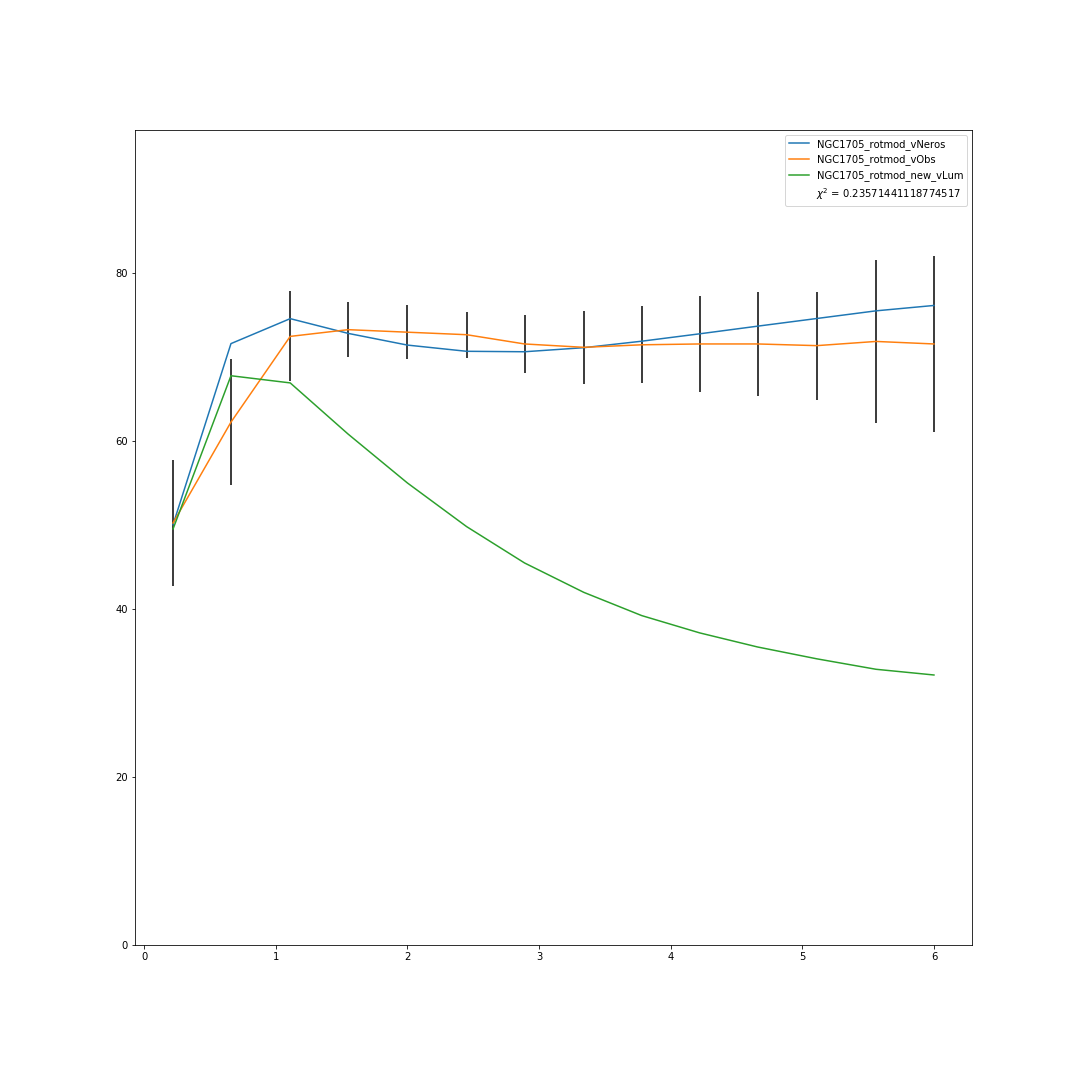 NGC1705_rotmod_vNeros
NGC1705_rotmod_vObs
NGC1705_rotmod_new_vLum
χ² = 0.23571441118774517
80
60
40
20
0
0 1 2 3 4 5 6